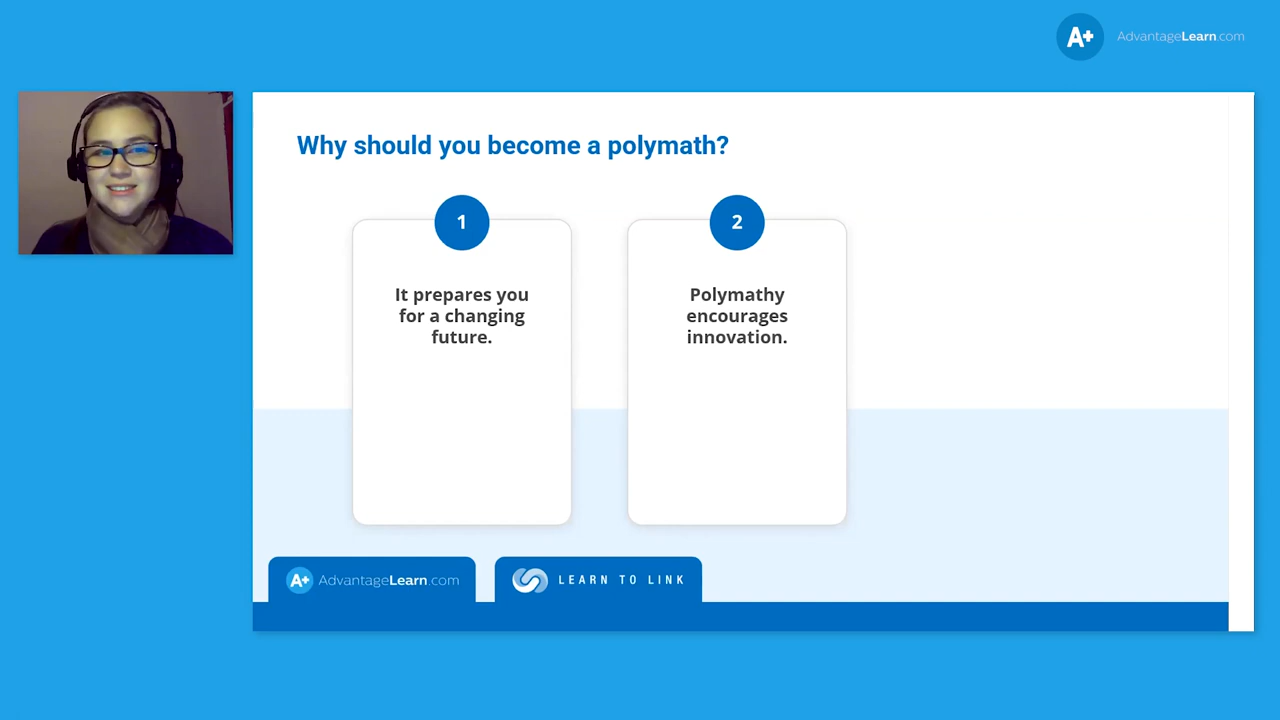 A+ AdvantageLearn.com
Why should you become a polymath?
1
It prepares you
for a changing
future.
2
Polymathy
encourages
innovation.
A+ AdvantageLearn.com
LEARN TO LINK